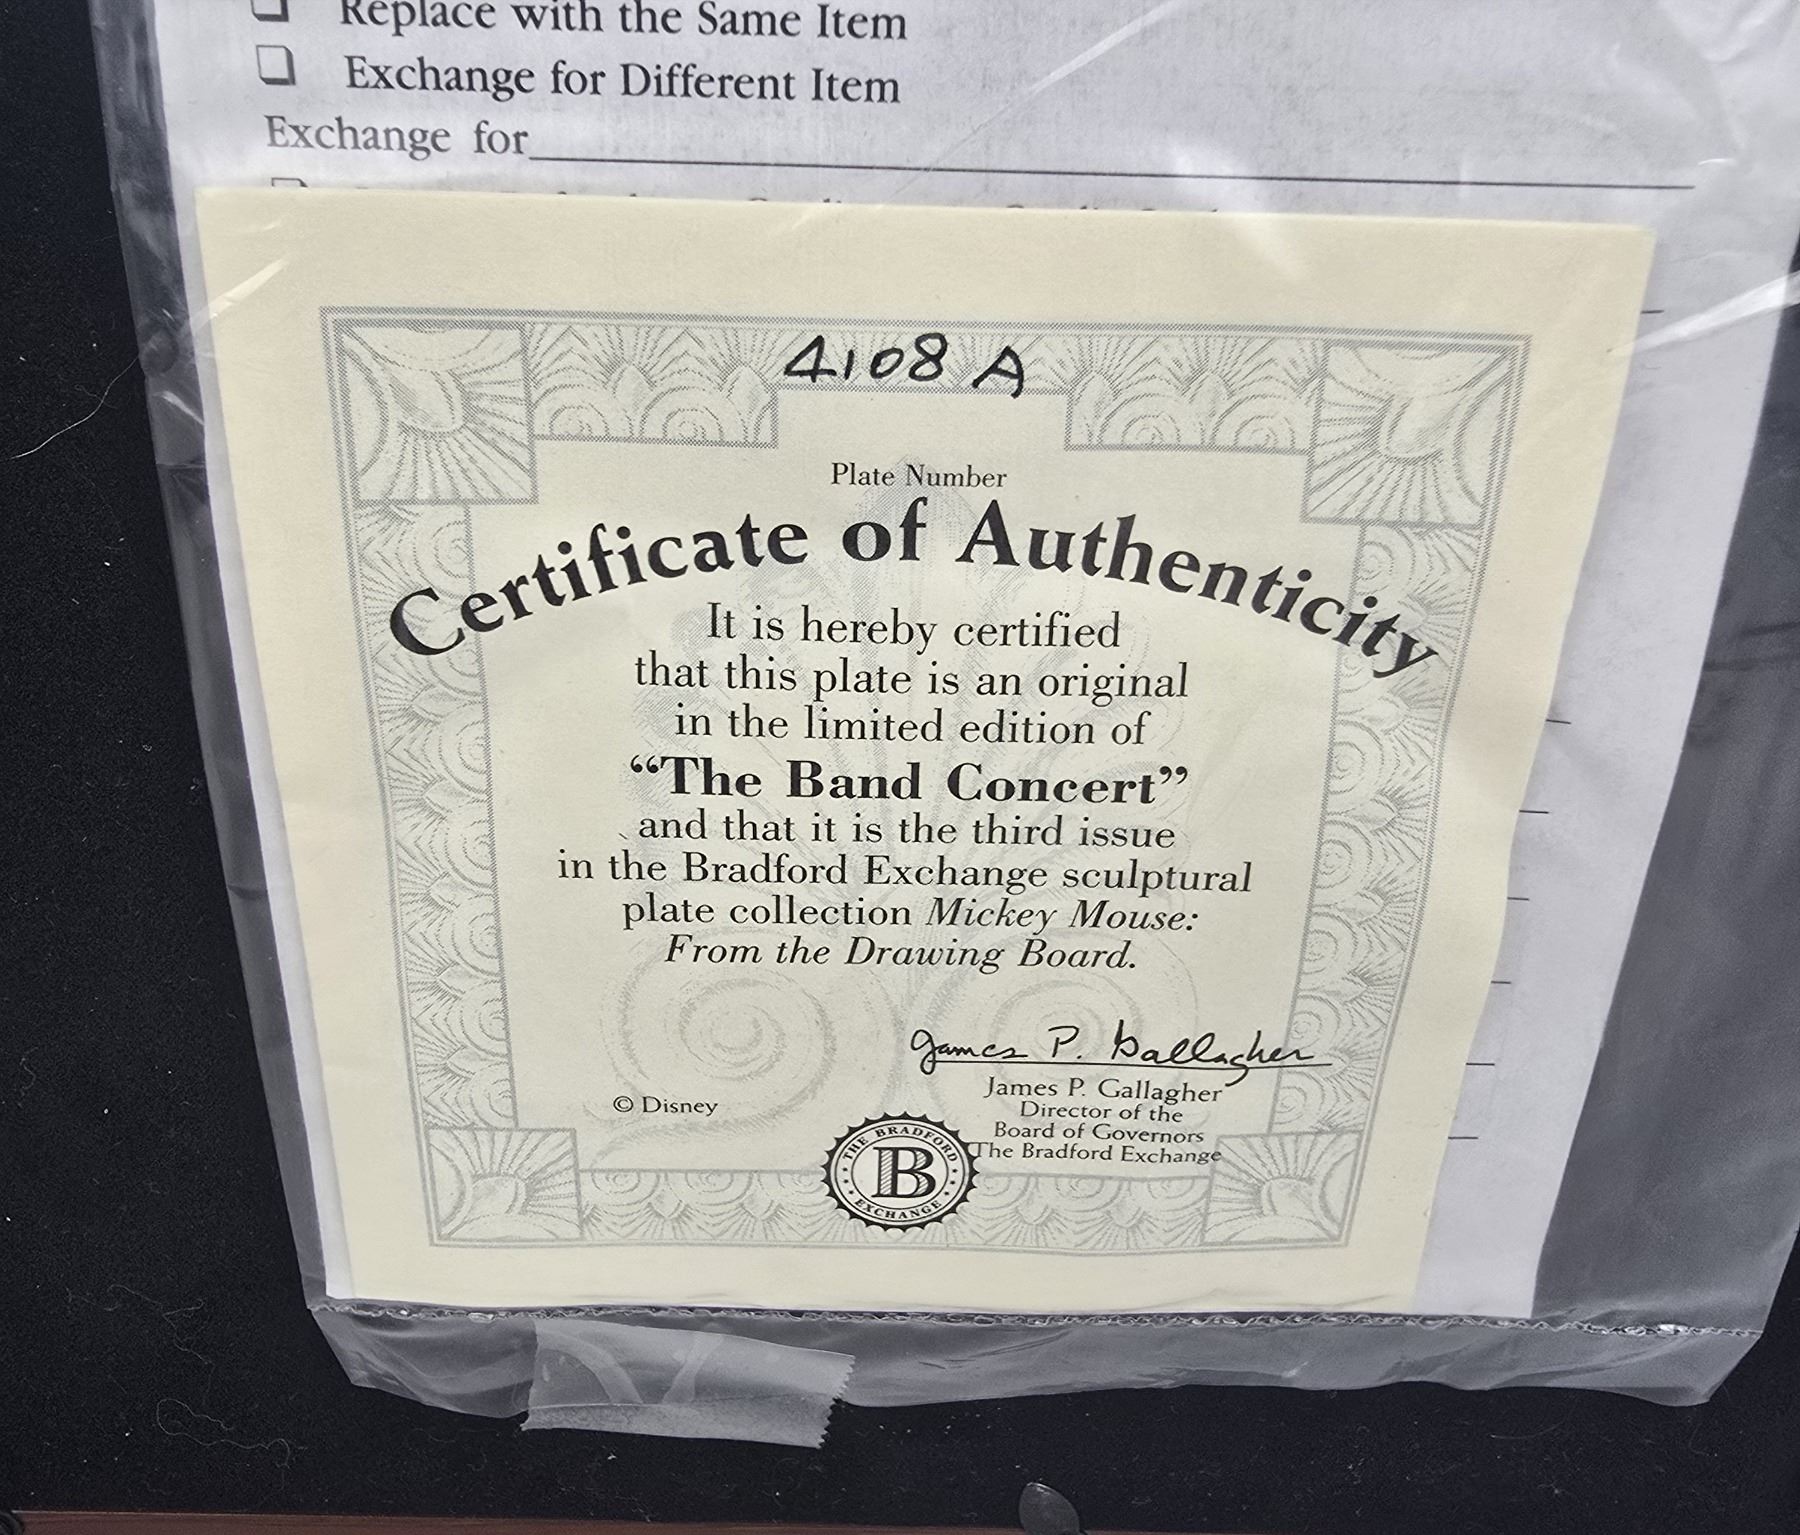 Replace with the Same Item
Exchange for Different Item
Exchange for
4108 A
Plate Number
Certificate of Authenticity
It is hereby certified
that this plate is an original
in the limited edition of
“The Band Concert”
and that it is the third issue
in the Bradford Exchange sculptural
plate collection Mickey Mouse:
From the Drawing Board.
James P. Gallagher
James P. Gallagher
Director of the
Board of Governors
The Bradford Exchange
© Disney
THE BRADFORD
B
EXCHANGE